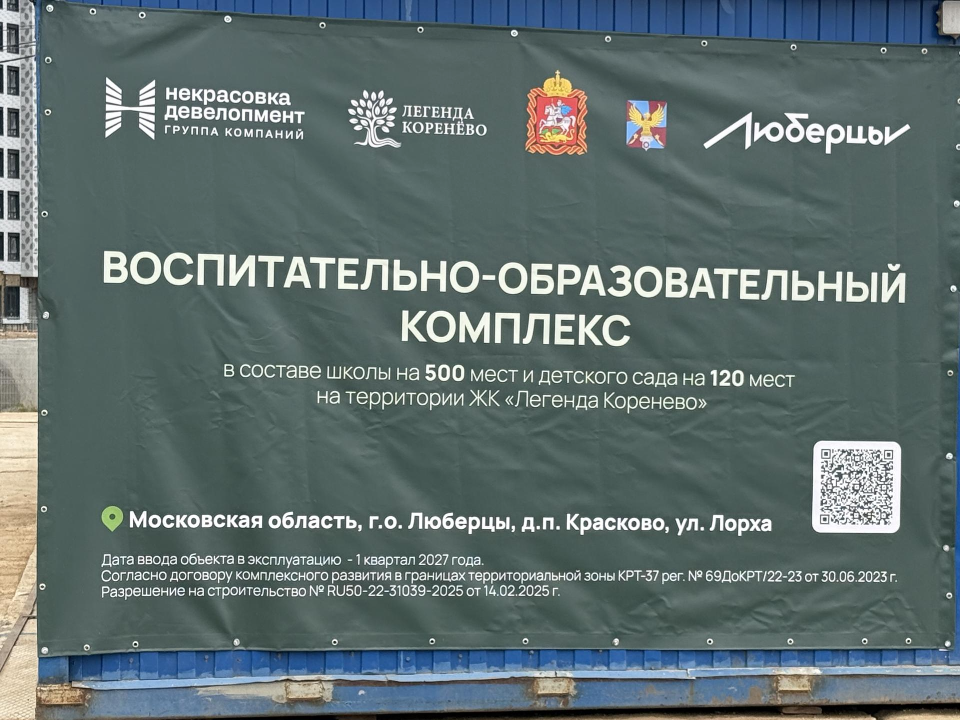 некрасовка
девелопмент
ГРУППА КОМПАНИЙ
ЛЕГЕНДА
КОРЕНЁВО
Люберцы
ВОСПИТАТЕЛЬНО-ОБРАЗОВАТЕЛЬНЫЙ
КОМПЛЕКС
в составе школы на 500 мест и детского сада на 120 мест
на территории ЖК «Легенда Коренево»
Московская область, г.о. Люберцы, д.п. Красково, ул. Лорха
Дата ввода объекта в эксплуатацию - 1 квартал 2027 года.
Согласно договору комплексного развития в границах территориальной зоны КРТ-37 рег. № 69ДоКРТ/22-23 от 30.06.2023 г.
Разрешение на строительство № RU50-22-31039-2025 от 14.02.2025 г.